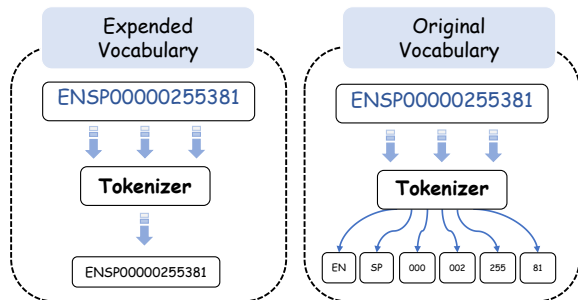 Expended
Vocabulary
ENSP00000255381
Tokenizer
ENSP00000255381
Original
Vocabulary
ENSP00000255381
Tokenizer
EN SP 000 002 255 81